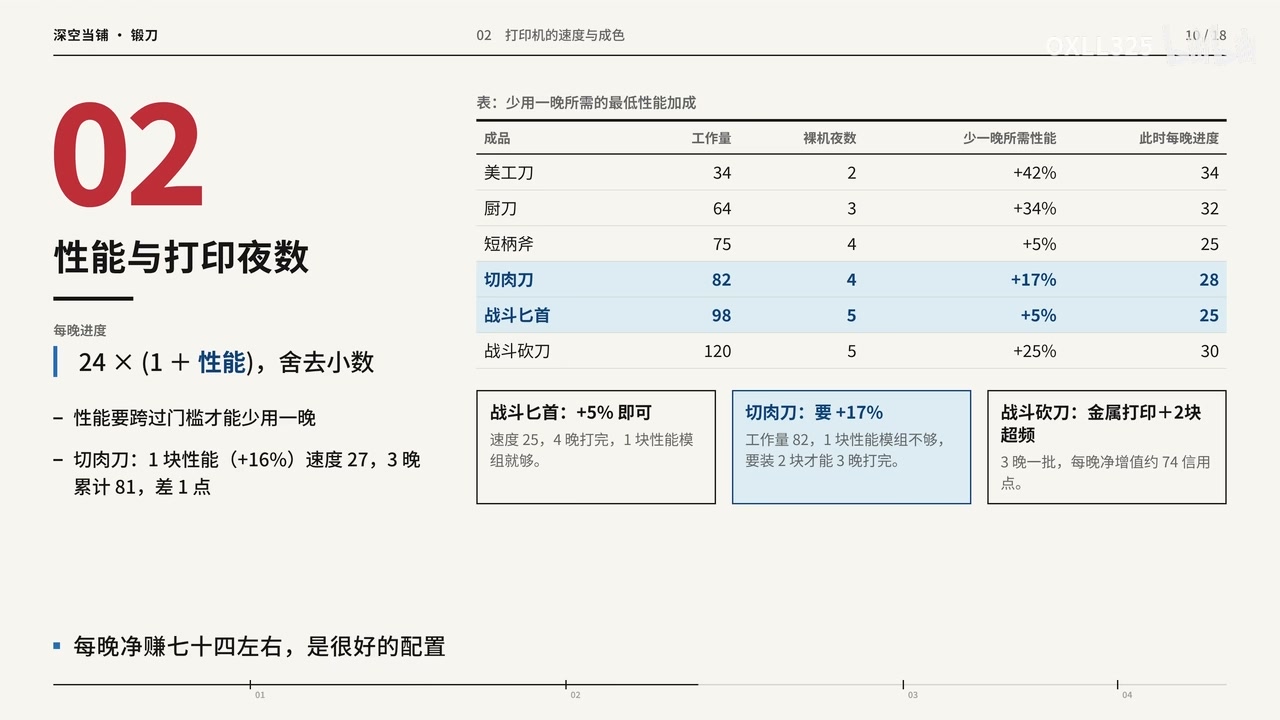 深空当铺 · 锻刀
02 打印机的速度与成色
10 / 18
QXLL325
02
性能与打印夜数
每晚进度
24 × (1 + 性能)，舍去小数
– 性能要跨过门槛才能少用一晚
– 切肉刀：1 块性能（+16%）速度 27，3 晚
累计 81，差 1 点
表：少用一晚所需的最低性能加成
成品 工作量 裸机夜数 少一晚所需性能 此时每晚进度
美工刀 34 2 +42% 34
厨刀 64 3 +34% 32
短柄斧 75 4 +5% 25
切肉刀 82 4 +17% 28
战斗匕首 98 5 +5% 25
战斗砍刀 120 5 +25% 30
战斗匕首：+5% 即可
速度 25，4 晚打完，1 块性能模
组就够。
切肉刀：要 +17%
工作量 82，1 块性能模组不够，
要装 2 块才能 3 晚打完。
战斗砍刀：金属打印＋2块
超频
3 晚一批，每晚净增值约 74 信用
点。
每晚净赚七十四左右，是很好的配置
01
02
03
04